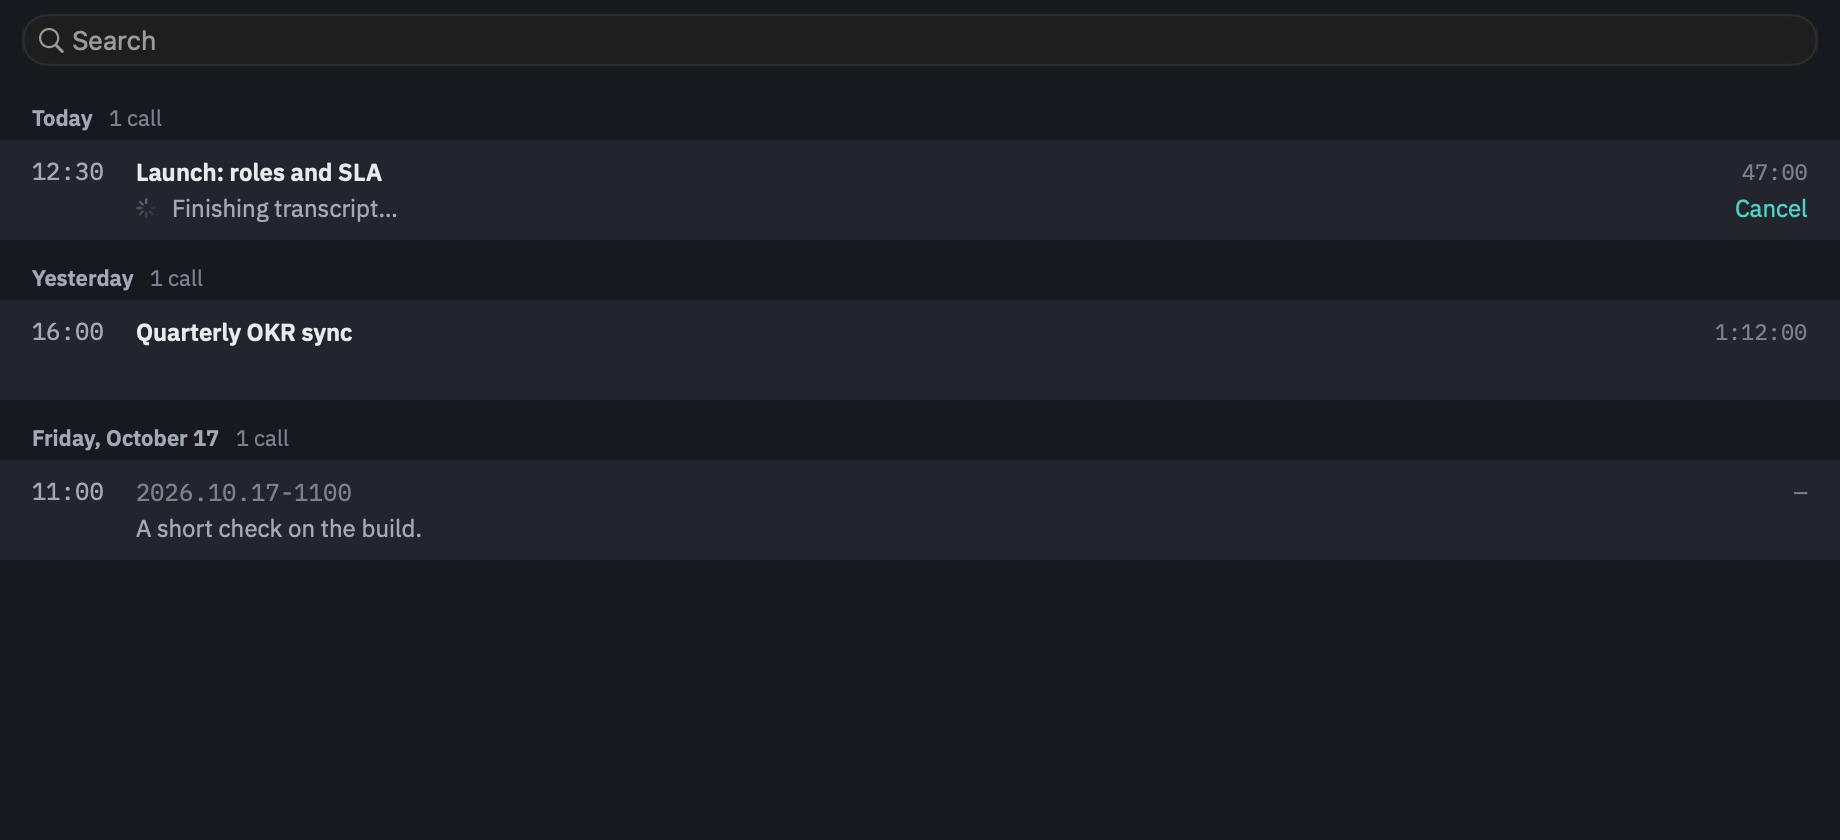 Search
Today 1 call
12:30 Launch: roles and SLA 47:00
Finishing transcript... Cancel
Yesterday 1 call
16:00 Quarterly OKR sync 1:12:00
Friday, October 17 1 call
11:00 2026.10.17-1100 –
A short check on the build.